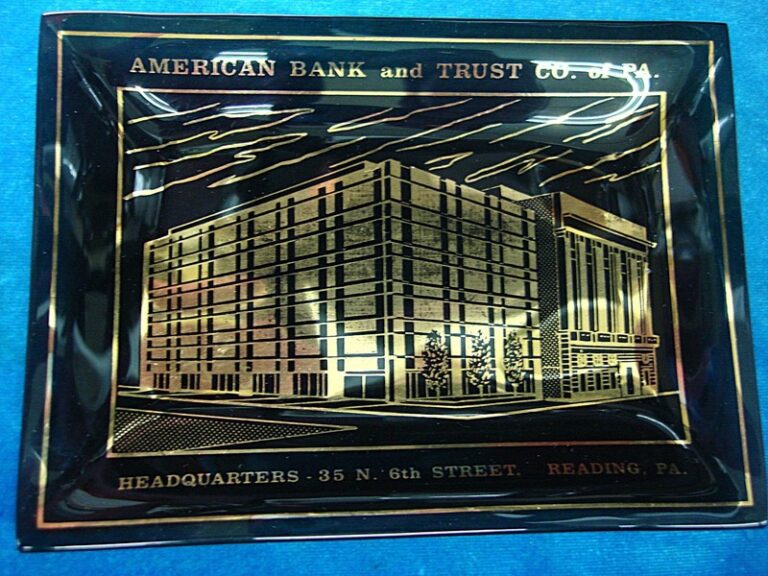 AMERICAN BANK and TRUST CO. of PA.
HEADQUARTERS - 35 N. 6th STREET. READING, PA.